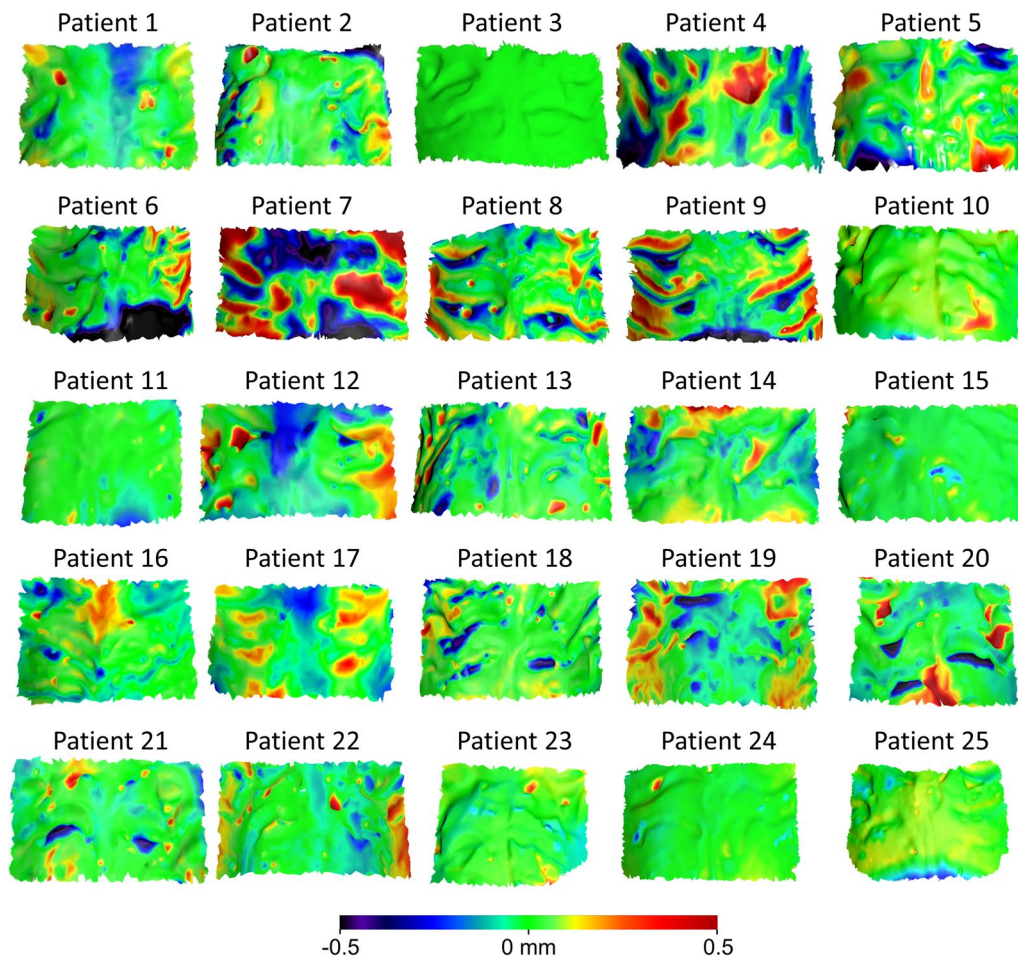 Patient 1 Patient 2 Patient 3 Patient 4 Patient 5
Patient 6 Patient 7 Patient 8 Patient 9 Patient 10
Patient 11 Patient 12 Patient 13 Patient 14 Patient 15
Patient 16 Patient 17 Patient 18 Patient 19 Patient 20
Patient 21 Patient 22 Patient 23 Patient 24 Patient 25
-0.5 0 mm 0.5